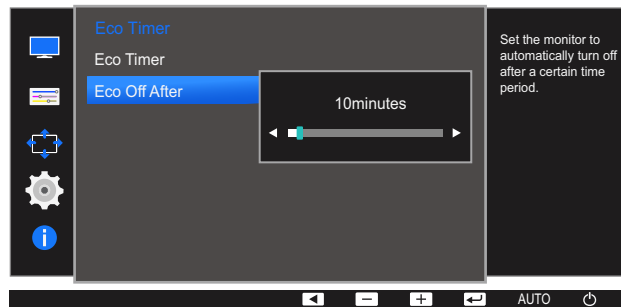 Eco Timer
Eco Timer
Eco Off After
10minutes
Set the monitor to
automatically turn off
after a certain time
period.
AUTO